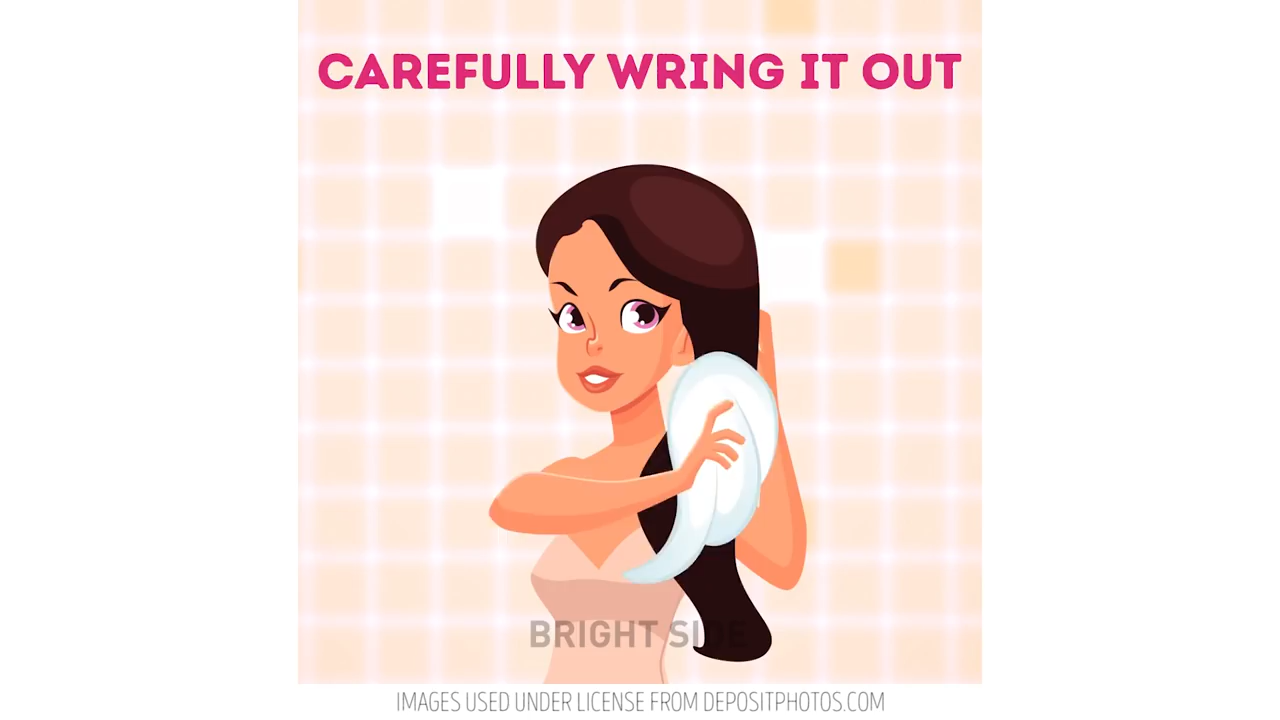 CAREFULLY WRING IT OUT
BRIGHT SIDE
IMAGES USED UNDER LICENSE FROM DEPOSITPHOTOS.COM